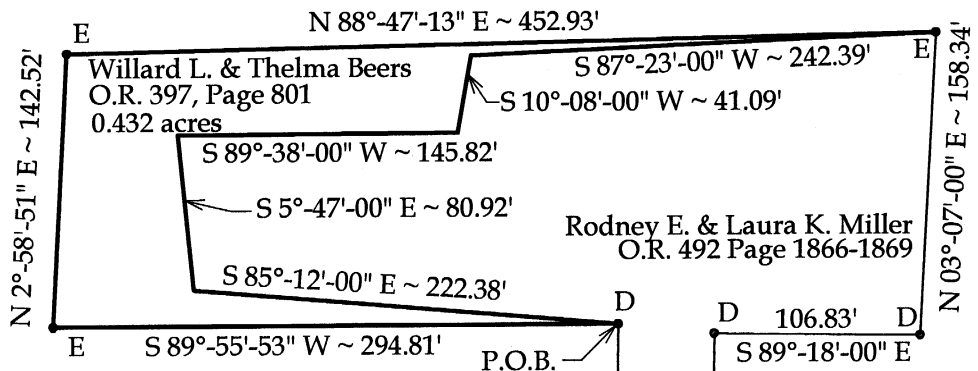 N 88°-47'-13" E ~ 452.93'
E
E
Willard L. & Thelma Beers
O.R. 397, Page 801
0.432 acres
S 87°-23'-00" W ~ 242.39'
S 10°-08'-00" W ~ 41.09'
N 2°-58'-51" E ~ 142.52'
N 03°-07'-00" E ~ 158.34'
S 89°-38'-00" W ~ 145.82'
S 5°-47'-00" E ~ 80.92'
Rodney E. & Laura K. Miller
O.R. 492 Page 1866-1869
S 85°-12'-00" E ~ 222.38'
D
D
106.83'
D
E
S 89°-55'-53" W ~ 294.81'
P.O.B.
S 89°-18'-00" E